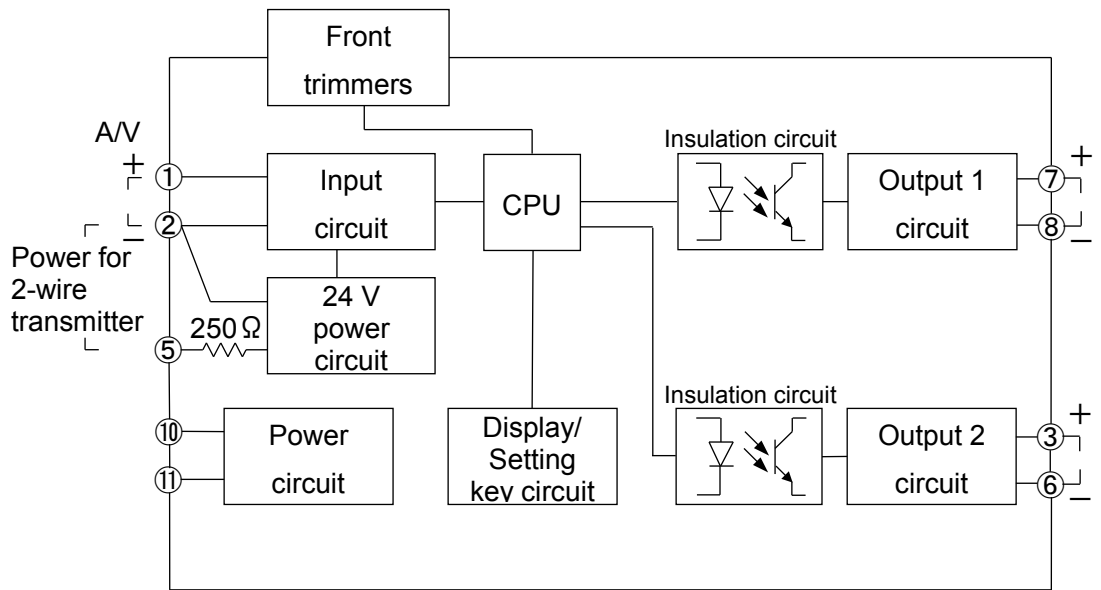 Front
trimmers
A/V
+
①
②
−
Input
circuit
CPU
Insulation circuit
Output 1
circuit
+
⑦
⑧
−
Power for
2-wire
transmitter
24 V
power
circuit
250 Ω
⑤
⑩
⑪
Power
circuit
Display/
Setting
key circuit
Insulation circuit
Output 2
circuit
+
③
⑥
−